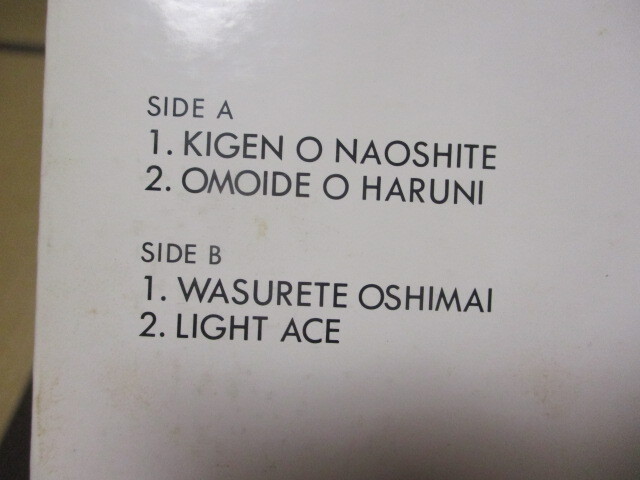 SIDE A
1. KIGEN O NAOSHITE
2. OMOIDE O HARUNI
SIDE B
1. WASURETE OSHIMAI
2. LIGHT ACE